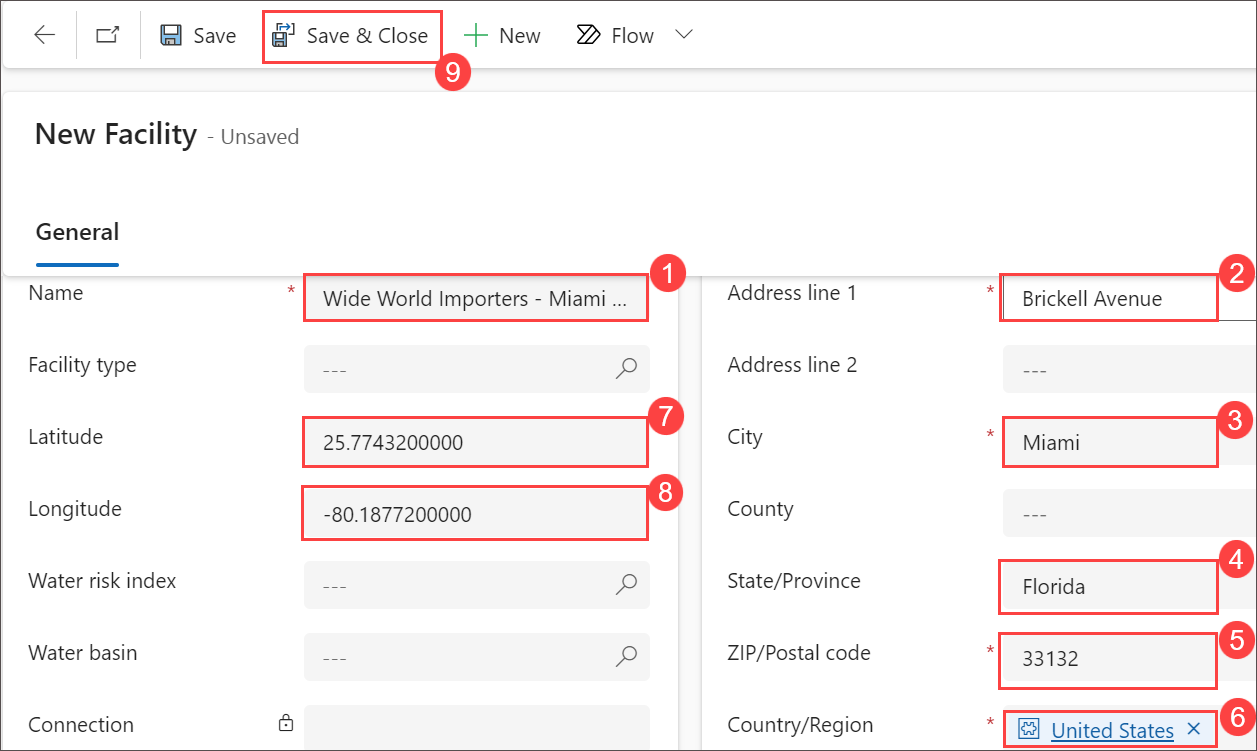 Save
Save & Close
New
Flow
9
New Facility - Unsaved
General
Name * Wide World Importers - Miami ...
1
Facility type ---
Latitude 25.7743200000
7
Longitude -80.1877200000
8
Water risk index ---
Water basin ---
Connection
Address line 1 * Brickell Avenue
2
Address line 2 ---
City * Miami
3
County ---
State/Province Florida
4
ZIP/Postal code * 33132
5
Country/Region * United States
6